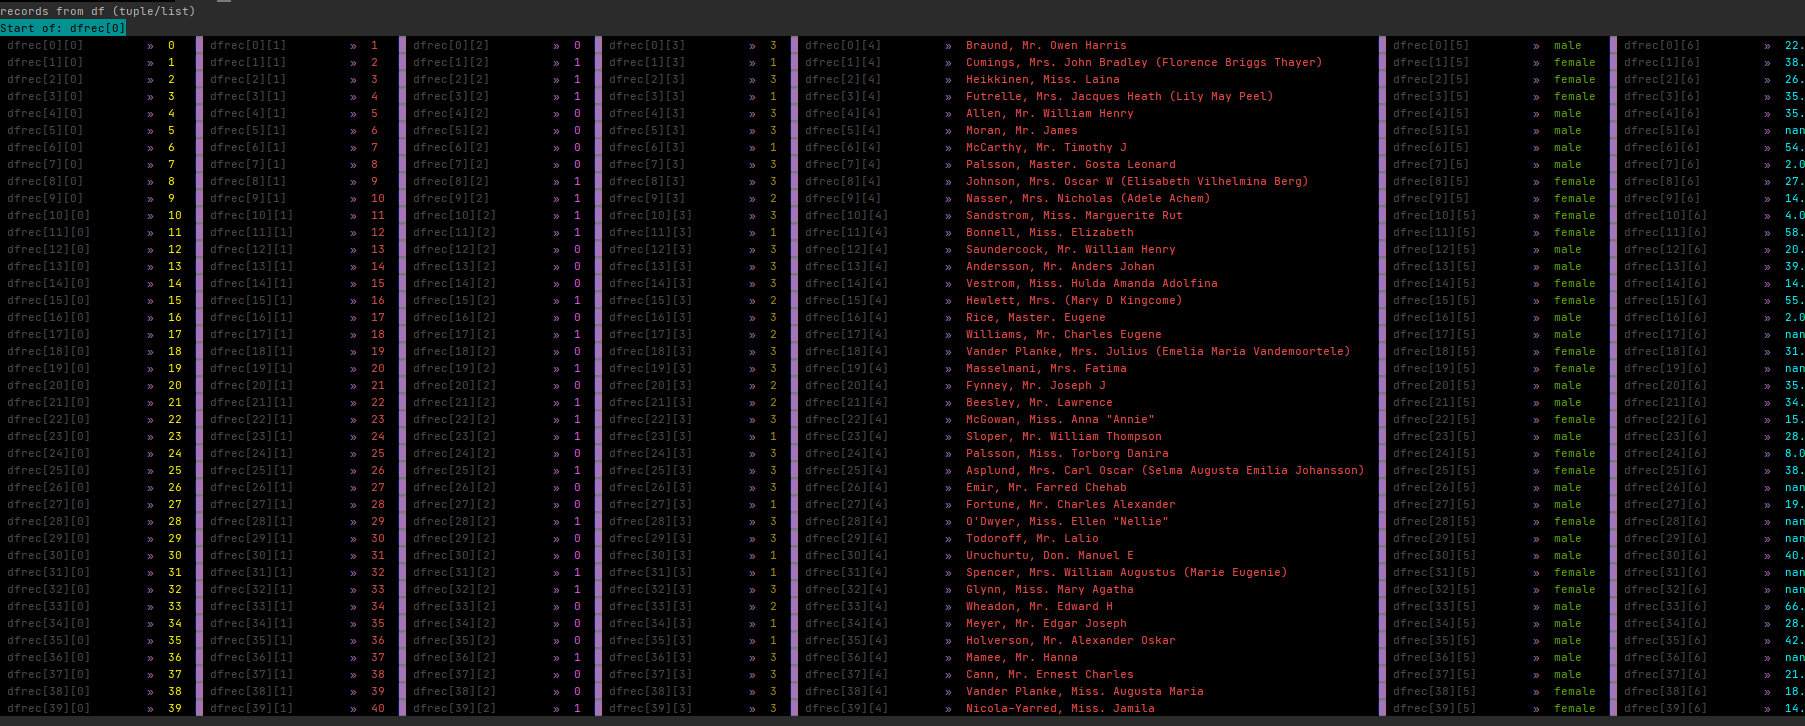 records from df (tuple/list)
Start of: dfrec[0]
dfrec[0][0] » 0 dfrec[0][1] » 1 dfrec[0][2] » 0 dfrec[0][3] » 3 dfrec[0][4] » Braund, Mr. Owen Harris dfrec[0][5] » male dfrec[0][6] » 22.
dfrec[1][0] » 1 dfrec[1][1] » 2 dfrec[1][2] » 1 dfrec[1][3] » 1 dfrec[1][4] » Cumings, Mrs. John Bradley (Florence Briggs Thayer) dfrec[1][5] » female dfrec[1][6] » 38.
dfrec[2][0] » 2 dfrec[2][1] » 3 dfrec[2][2] » 1 dfrec[2][3] » 3 dfrec[2][4] » Heikkinen, Miss. Laina dfrec[2][5] » female dfrec[2][6] » 26.
dfrec[3][0] » 3 dfrec[3][1] » 4 dfrec[3][2] » 1 dfrec[3][3] » 1 dfrec[3][4] » Futrelle, Mrs. Jacques Heath (Lily May Peel) dfrec[3][5] » female dfrec[3][6] » 35.
dfrec[4][0] » 4 dfrec[4][1] » 5 dfrec[4][2] » 0 dfrec[4][3] » 3 dfrec[4][4] » Allen, Mr. William Henry dfrec[4][5] » male dfrec[4][6] » 35.
dfrec[5][0] » 5 dfrec[5][1] » 6 dfrec[5][2] » 0 dfrec[5][3] » 3 dfrec[5][4] » Moran, Mr. James dfrec[5][5] » male dfrec[5][6] » nan
dfrec[6][0] » 6 dfrec[6][1] » 7 dfrec[6][2] » 0 dfrec[6][3] » 1 dfrec[6][4] » McCarthy, Mr. Timothy J dfrec[6][5] » male dfrec[6][6] » 54.
dfrec[7][0] » 7 dfrec[7][1] » 8 dfrec[7][2] » 0 dfrec[7][3] » 3 dfrec[7][4] » Palsson, Master. Gosta Leonard dfrec[7][5] » male dfrec[7][6] » 2.0
dfrec[8][0] » 8 dfrec[8][1] » 9 dfrec[8][2] » 1 dfrec[8][3] » 3 dfrec[8][4] » Johnson, Mrs. Oscar W (Elisabeth Vilhelmina Berg) dfrec[8][5] » female dfrec[8][6] » 27.
dfrec[9][0] » 9 dfrec[9][1] » 10 dfrec[9][2] » 1 dfrec[9][3] » 2 dfrec[9][4] » Nasser, Mrs. Nicholas (Adele Achem) dfrec[9][5] » female dfrec[9][6] » 14.
dfrec[10][0] » 10 dfrec[10][1] » 11 dfrec[10][2] » 1 dfrec[10][3] » 3 dfrec[10][4] » Sandstrom, Miss. Marguerite Rut dfrec[10][5] » female dfrec[10][6] » 4.0
dfrec[11][0] » 11 dfrec[11][1] » 12 dfrec[11][2] » 1 dfrec[11][3] » 1 dfrec[11][4] » Bonnell, Miss. Elizabeth dfrec[11][5] » female dfrec[11][6] » 58.
dfrec[12][0] » 12 dfrec[12][1] » 13 dfrec[12][2] » 0 dfrec[12][3] » 3 dfrec[12][4] » Saundercock, Mr. William Henry dfrec[12][5] » male dfrec[12][6] » 20.
dfrec[13][0] » 13 dfrec[13][1] » 14 dfrec[13][2] » 0 dfrec[13][3] » 3 dfrec[13][4] » Andersson, Mr. Anders Johan dfrec[13][5] » male dfrec[13][6] » 39.
dfrec[14][0] » 14 dfrec[14][1] » 15 dfrec[14][2] » 0 dfrec[14][3] » 3 dfrec[14][4] » Vestrom, Miss. Hulda Amanda Adolfina dfrec[14][5] » female dfrec[14][6] » 14.
dfrec[15][0] » 15 dfrec[15][1] » 16 dfrec[15][2] » 1 dfrec[15][3] » 2 dfrec[15][4] » Hewlett, Mrs. (Mary D Kingcome) dfrec[15][5] » female dfrec[15][6] » 55.
dfrec[16][0] » 16 dfrec[16][1] » 17 dfrec[16][2] » 0 dfrec[16][3] » 3 dfrec[16][4] » Rice, Master. Eugene dfrec[16][5] » male dfrec[16][6] » 2.0
dfrec[17][0] » 17 dfrec[17][1] » 18 dfrec[17][2] » 1 dfrec[17][3] » 2 dfrec[17][4] » Williams, Mr. Charles Eugene dfrec[17][5] » male dfrec[17][6] » nan
dfrec[18][0] » 18 dfrec[18][1] » 19 dfrec[18][2] » 0 dfrec[18][3] » 3 dfrec[18][4] » Vander Planke, Mrs. Julius (Emelia Maria Vandemoortele) dfrec[18][5] » female dfrec[18][6] » 31.
dfrec[19][0] » 19 dfrec[19][1] » 20 dfrec[19][2] » 1 dfrec[19][3] » 3 dfrec[19][4] » Masselmani, Mrs. Fatima dfrec[19][5] » female dfrec[19][6] » nan
dfrec[20][0] » 20 dfrec[20][1] » 21 dfrec[20][2] » 0 dfrec[20][3] » 2 dfrec[20][4] » Fynney, Mr. Joseph J dfrec[20][5] » male dfrec[20][6] » 35.
dfrec[21][0] » 21 dfrec[21][1] » 22 dfrec[21][2] » 1 dfrec[21][3] » 2 dfrec[21][4] » Beesley, Mr. Lawrence dfrec[21][5] » male dfrec[21][6] » 34.
dfrec[22][0] » 22 dfrec[22][1] » 23 dfrec[22][2] » 1 dfrec[22][3] » 3 dfrec[22][4] » McGowan, Miss. Anna "Annie" dfrec[22][5] » female dfrec[22][6] » 15.
dfrec[23][0] » 23 dfrec[23][1] » 24 dfrec[23][2] » 1 dfrec[23][3] » 1 dfrec[23][4] » Sloper, Mr. William Thompson dfrec[23][5] » male dfrec[23][6] » 28.
dfrec[24][0] » 24 dfrec[24][1] » 25 dfrec[24][2] » 0 dfrec[24][3] » 3 dfrec[24][4] » Palsson, Miss. Torborg Danira dfrec[24][5] » female dfrec[24][6] » 8.0
dfrec[25][0] » 25 dfrec[25][1] » 26 dfrec[25][2] » 1 dfrec[25][3] » 3 dfrec[25][4] » Asplund, Mrs. Carl Oscar (Selma Augusta Emilia Johansson) dfrec[25][5] » female dfrec[25][6] » 38.
dfrec[26][0] » 26 dfrec[26][1] » 27 dfrec[26][2] » 0 dfrec[26][3] » 3 dfrec[26][4] » Emir, Mr. Farred Chehab dfrec[26][5] » male dfrec[26][6] » nan
dfrec[27][0] » 27 dfrec[27][1] » 28 dfrec[27][2] » 0 dfrec[27][3] » 1 dfrec[27][4] » Fortune, Mr. Charles Alexander dfrec[27][5] » male dfrec[27][6] » 19.
dfrec[28][0] » 28 dfrec[28][1] » 29 dfrec[28][2] » 1 dfrec[28][3] » 3 dfrec[28][4] » O'Dwyer, Miss. Ellen "Nellie" dfrec[28][5] » female dfrec[28][6] » nan
dfrec[29][0] » 29 dfrec[29][1] » 30 dfrec[29][2] » 0 dfrec[29][3] » 3 dfrec[29][4] » Todoroff, Mr. Lalio dfrec[29][5] » male dfrec[29][6] » nan
dfrec[30][0] » 30 dfrec[30][1] » 31 dfrec[30][2] » 0 dfrec[30][3] » 1 dfrec[30][4] » Uruchurtu, Don. Manuel E dfrec[30][5] » male dfrec[30][6] » 40.
dfrec[31][0] » 31 dfrec[31][1] » 32 dfrec[31][2] » 1 dfrec[31][3] » 1 dfrec[31][4] » Spencer, Mrs. William Augustus (Marie Eugenie) dfrec[31][5] » female dfrec[31][6] » nan
dfrec[32][0] » 32 dfrec[32][1] » 33 dfrec[32][2] » 1 dfrec[32][3] » 3 dfrec[32][4] » Glynn, Miss. Mary Agatha dfrec[32][5] » female dfrec[32][6] » nan
dfrec[33][0] » 33 dfrec[33][1] » 34 dfrec[33][2] » 0 dfrec[33][3] » 2 dfrec[33][4] » Wheadon, Mr. Edward H dfrec[33][5] » male dfrec[33][6] » 66.
dfrec[34][0] » 34 dfrec[34][1] » 35 dfrec[34][2] » 0 dfrec[34][3] » 1 dfrec[34][4] » Meyer, Mr. Edgar Joseph dfrec[34][5] » male dfrec[34][6] » 28.
dfrec[35][0] » 35 dfrec[35][1] » 36 dfrec[35][2] » 0 dfrec[35][3] » 1 dfrec[35][4] » Holverson, Mr. Alexander Oskar dfrec[35][5] » male dfrec[35][6] » 42.
dfrec[36][0] » 36 dfrec[36][1] » 37 dfrec[36][2] » 1 dfrec[36][3] » 3 dfrec[36][4] » Mamee, Mr. Hanna dfrec[36][5] » male dfrec[36][6] » nan
dfrec[37][0] » 37 dfrec[37][1] » 38 dfrec[37][2] » 0 dfrec[37][3] » 3 dfrec[37][4] » Cann, Mr. Ernest Charles dfrec[37][5] » male dfrec[37][6] » 21.
dfrec[38][0] » 38 dfrec[38][1] » 39 dfrec[38][2] » 0 dfrec[38][3] » 3 dfrec[38][4] » Vander Planke, Miss. Augusta Maria dfrec[38][5] » female dfrec[38][6] » 18.
dfrec[39][0] » 39 dfrec[39][1] » 40 dfrec[39][2] » 1 dfrec[39][3] » 3 dfrec[39][4] » Nicola-Yarred, Miss. Jamila dfrec[39][5] » female dfrec[39][6] » 14.